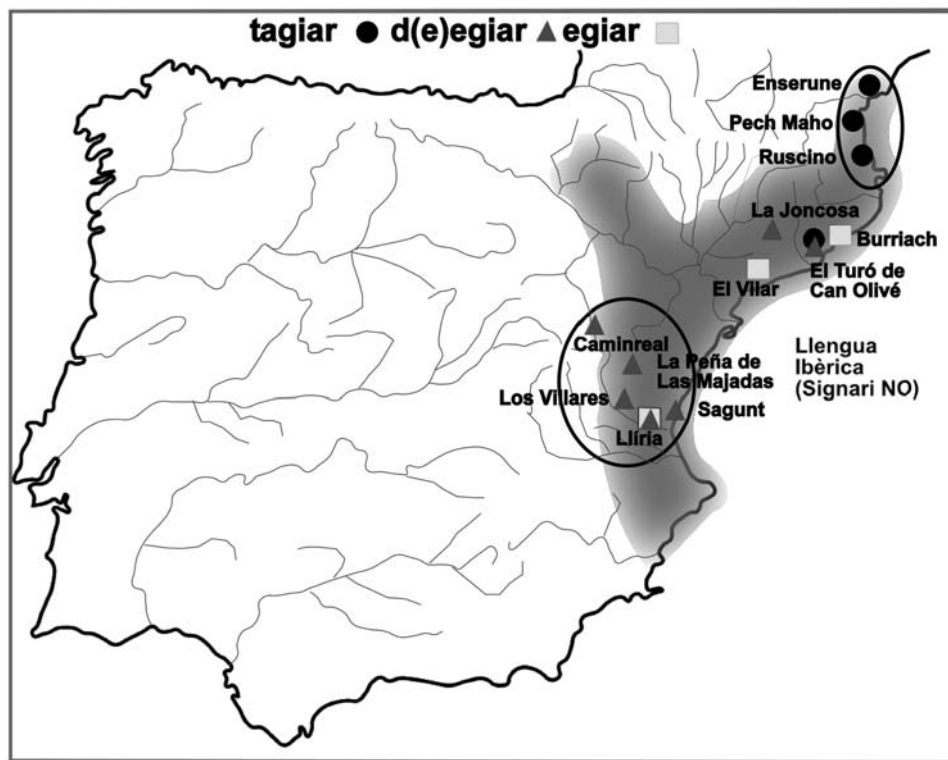 tagiar d(e)egiar egiar
Enserune
Pech Maho
Ruscino
La Joncosa
Burriach
El Vilar
El Turó de
Can Olivé
Caminreal
La Peña de
Las Majadas
Los Villares
Sagunt
Llíria
Llengua
Ibèrica
(Signari NO)